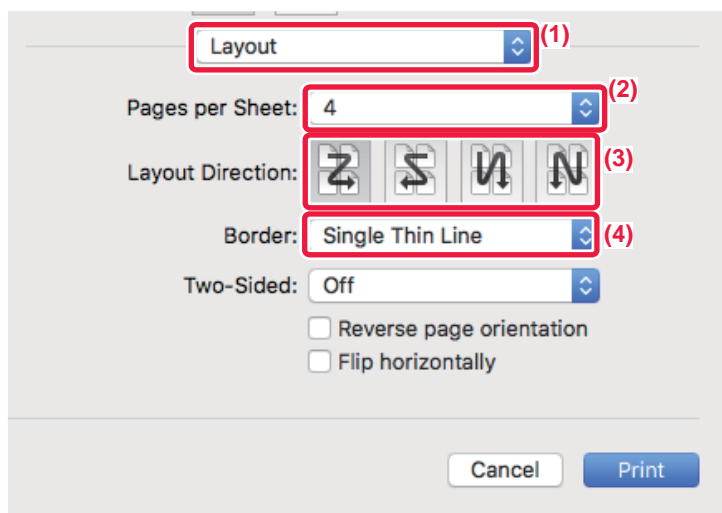 Layout (1)
Pages per Sheet: 4 (2)
Layout Direction: (3)
Border: Single Thin Line (4)
Two-Sided: Off
Reverse page orientation
Flip horizontally
Cancel Print